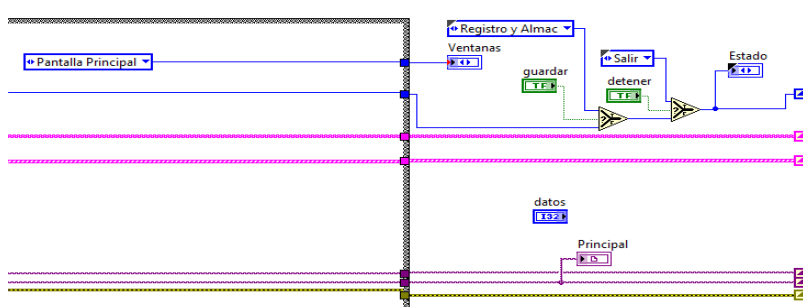 Registro y Almac
Pantalla Principal
Ventanas
Salir
Estado
guardar
TF
detener
TF
datos
I32
Principal